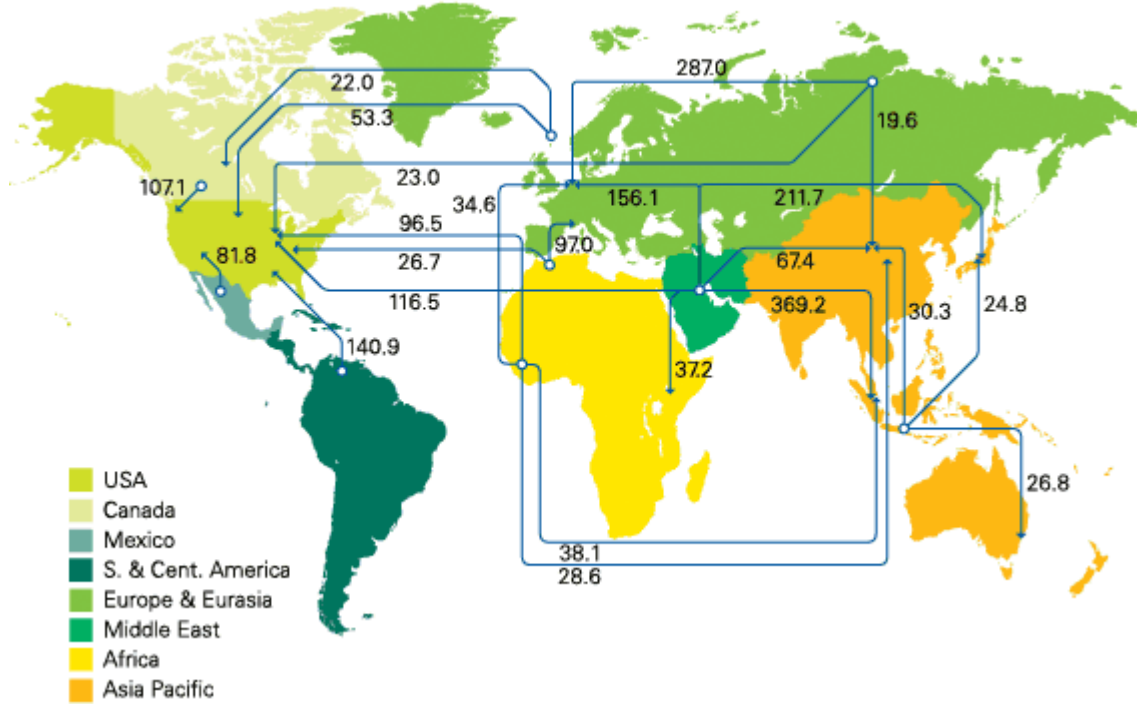 287.0
22.0
53.3
19.6
107.1
23.0
34.6
156.1
211.7
96.5
97.0
81.8
26.7
67.4
116.5
369.2
30.3
24.8
140.9
37.2
USA
26.8
Canada
Mexico
38.1
S. & Cent. America
28.6
Europe & Eurasia
Middle East
Africa
Asia Pacific